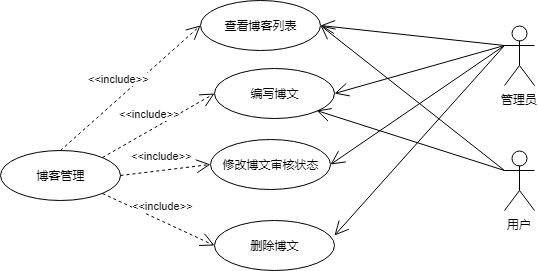 查看博客列表
<<include>>
编写博文
管理员
<<include>>
<<include>>
修改博文审核状态
博客管理
<<include>>
用户
删除博文